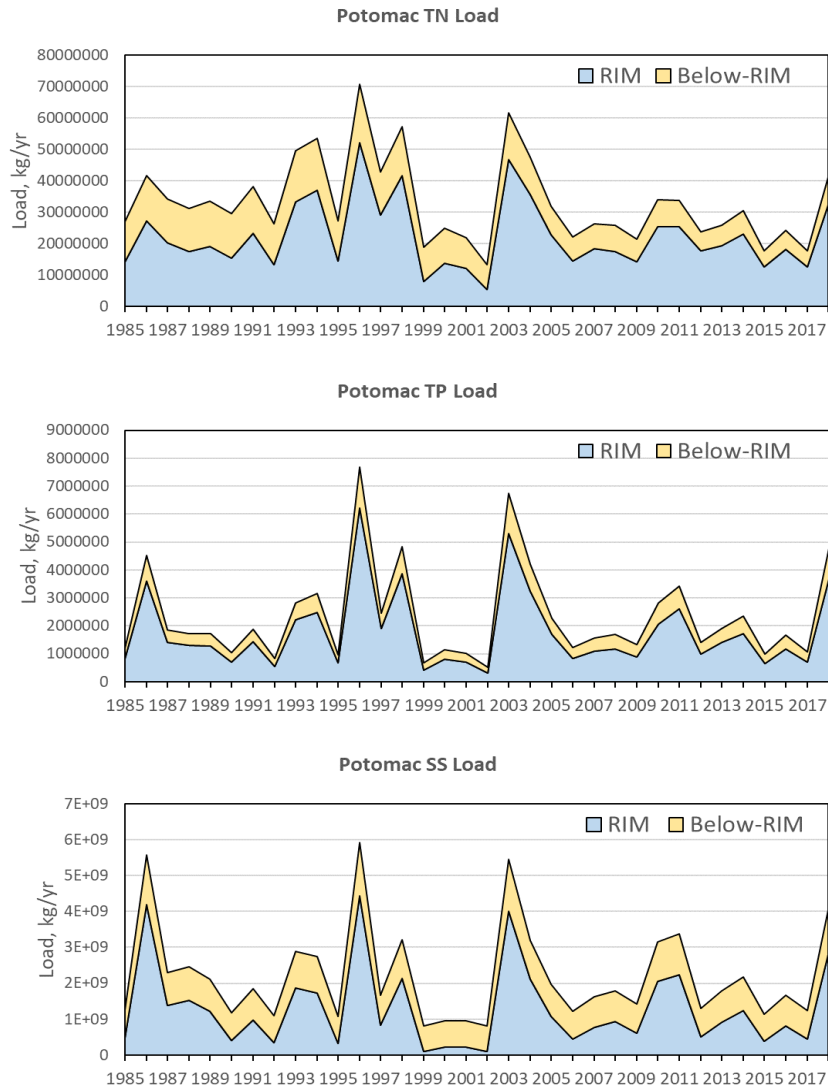 Potomac TN Load
80000000
RIM Below-RIM
70000000
60000000
50000000
40000000
30000000
20000000
10000000
0
Load, kg/yr
1985 1987 1989 1991 1993 1995 1997 1999 2001 2003 2005 2007 2009 2011 2013 2015 2017
Potomac TP Load
9000000
RIM Below-RIM
8000000
7000000
6000000
5000000
4000000
3000000
2000000
1000000
0
Load, kg/yr
1985 1987 1989 1991 1993 1995 1997 1999 2001 2003 2005 2007 2009 2011 2013 2015 2017
Potomac SS Load
7E+09
RIM Below-RIM
6E+09
5E+09
4E+09
3E+09
2E+09
1E+09
0
Load, kg/yr
1985 1987 1989 1991 1993 1995 1997 1999 2001 2003 2005 2007 2009 2011 2013 2015 2017